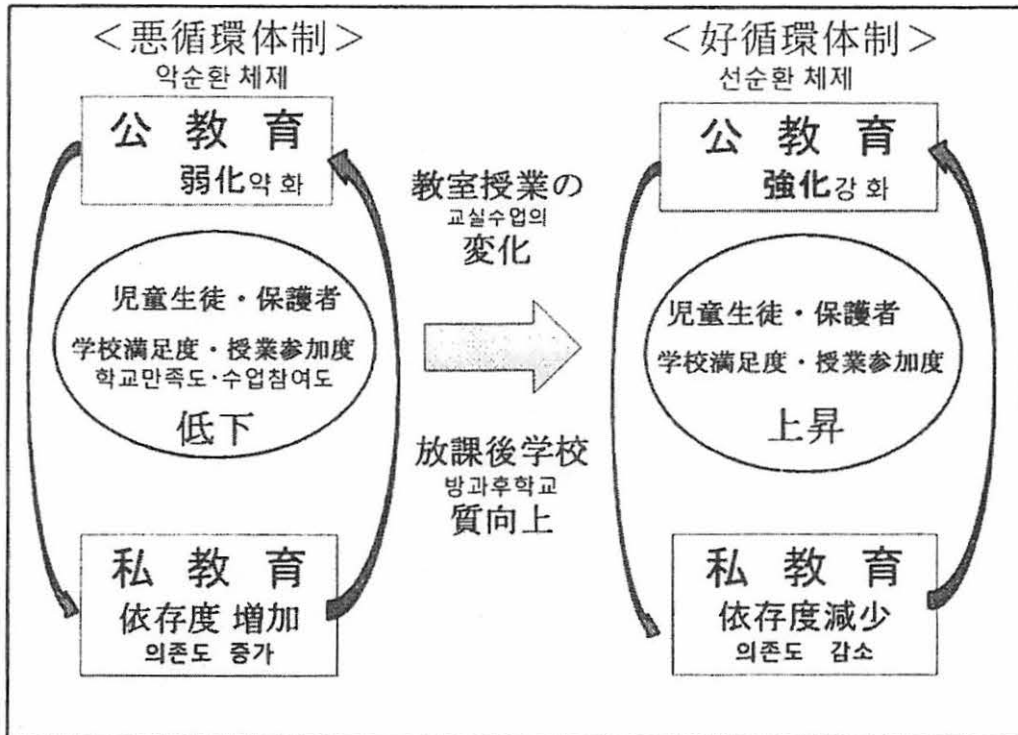 ＜悪循環体制＞
악순환 체제
公 教 育
弱化약 화
児童生徒・保護者
学校満足度・授業参加度
학교만족도·수업참여도
低下
私 教 育
依存度 増加
의존도 증가
教室授業の
교실수업의
変化
放課後学校
방과후학교
質向上
＜好循環体制＞
선순환 체제
公 教 育
強化강 화
児童生徒・保護者
学校満足度・授業参加度
上昇
私 教 育
依存度減少
의존도 감소